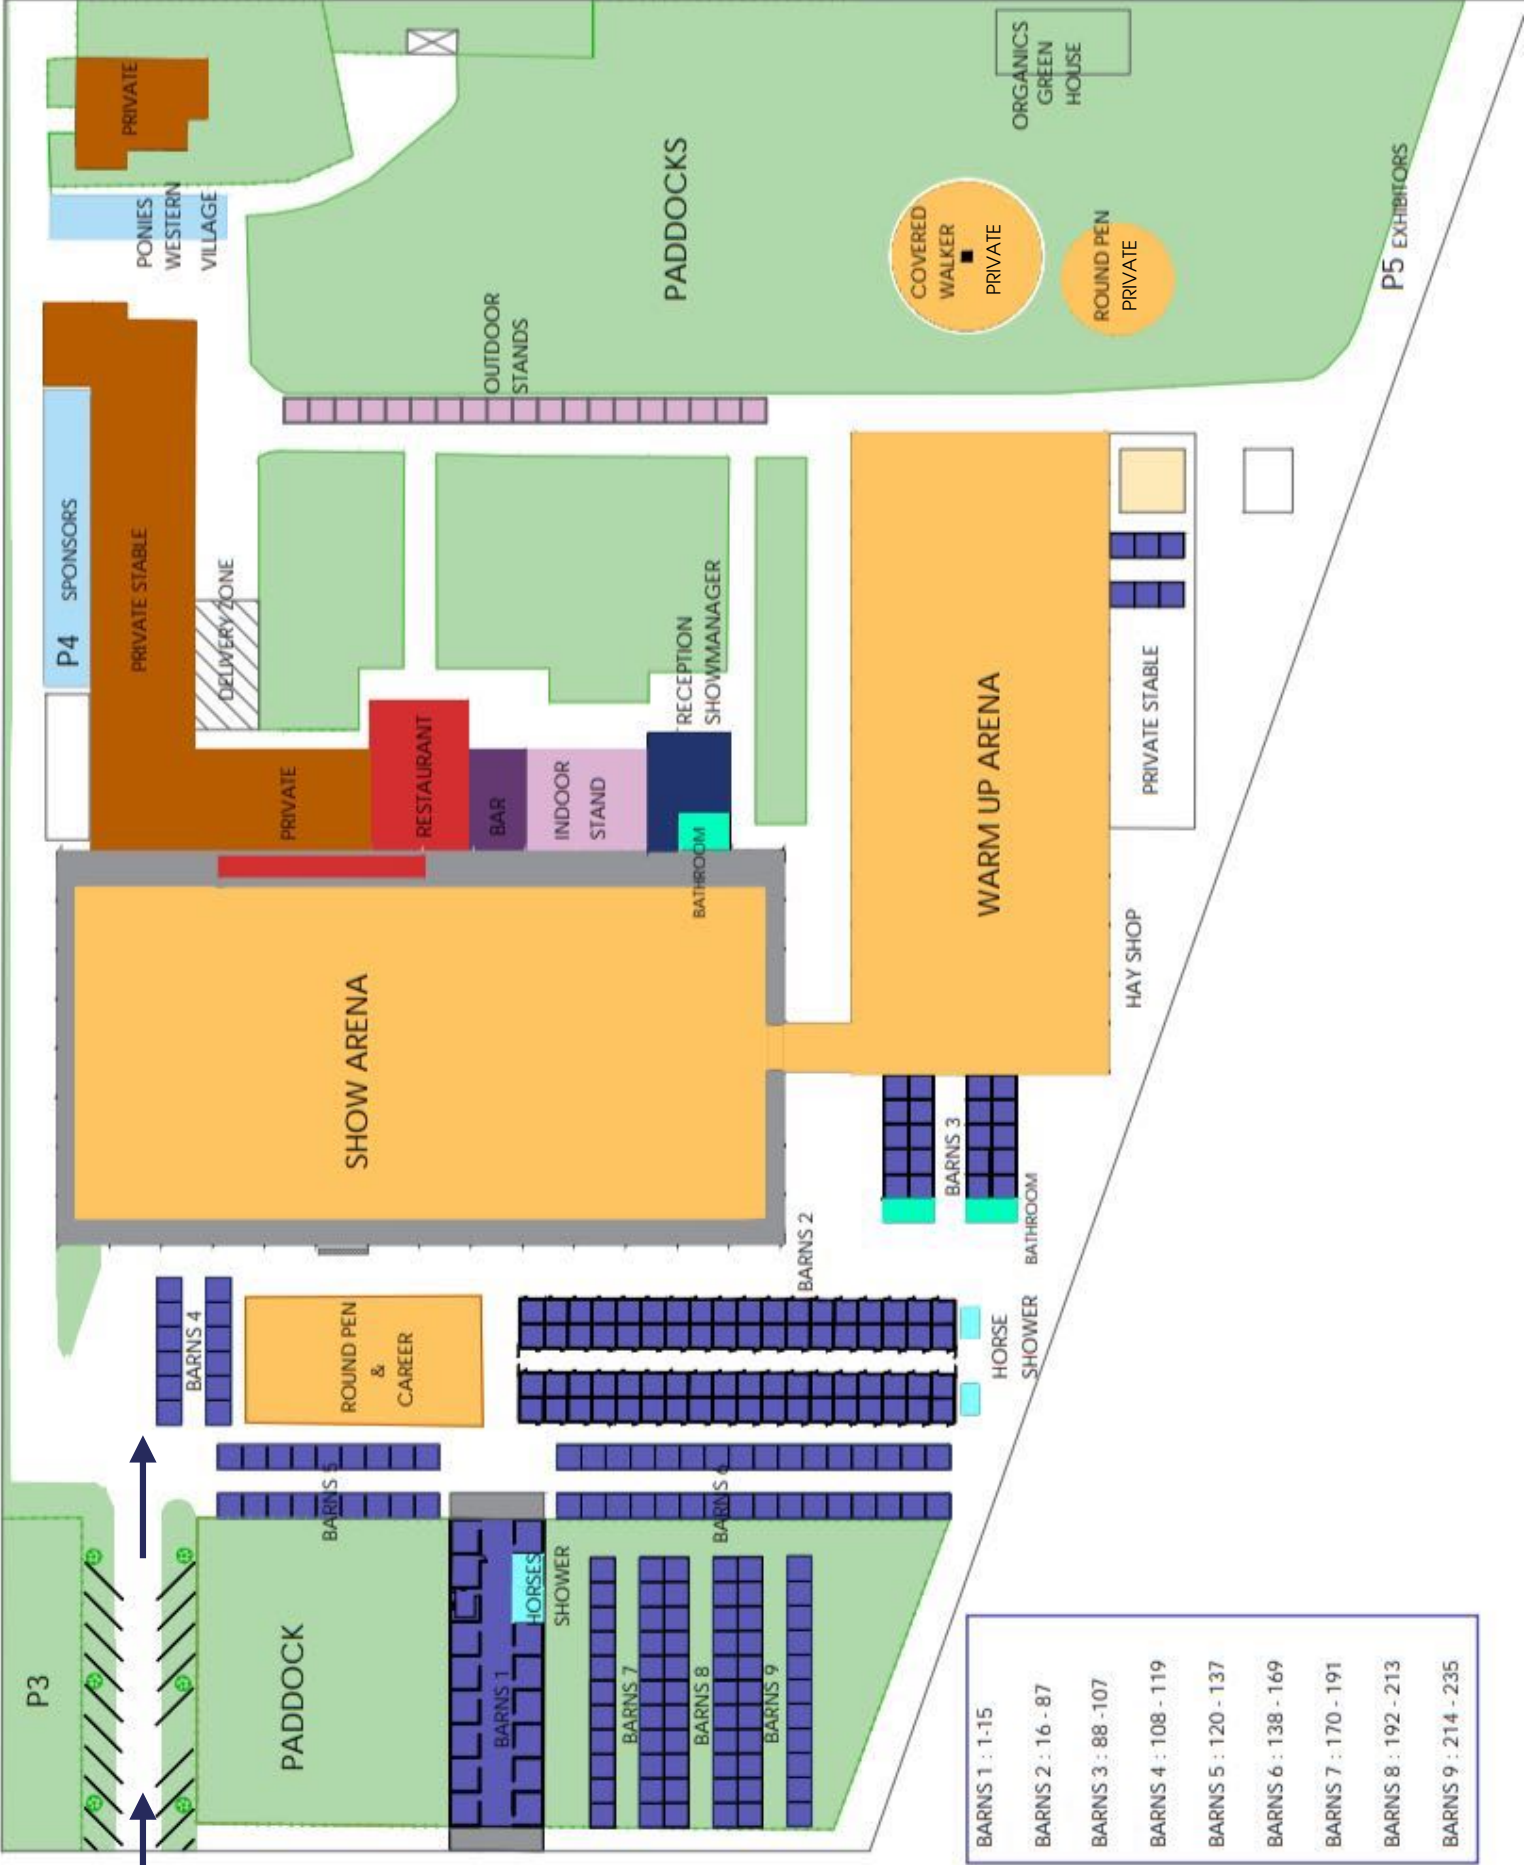 P3
PADDOCK
BARNS 1 : 1-15
BARNS 2 : 16 - 87
BARNS 3 : 88 -107
BARNS 4 : 108 - 119
BARNS 5 : 120 - 137
BARNS 6 : 138 - 169
BARNS 7 : 170 - 191
BARNS 8 : 192 - 213
BARNS 9 : 214 - 235
BARNS 1
HORSES
SHOWER
BARNS 7
BARNS 8
BARNS 9
BARNS 5
BARNS 6
BARNS 4
ROUND PEN
&
CAREER
BARNS 2
HORSE
SHOWER
BARNS 3
BATHROOM
SHOW ARENA
HAY SHOP
WARM UP ARENA
PRIVATE
RESTAURANT
BAR
INDOOR
STAND
BATHROOM
RECEPTION
SHOWMANAGER
PRIVATE STABLE
P4 SPONSORS
PRIVATE STABLE
DELIVERY ZONE
OUTDOOR
STANDS
PADDOCKS
COVERED
WALKER
PRIVATE
ROUND PEN
PRIVATE
P5 EXHIBITORS
PONIES
WESTERN
VILLAGE
PRIVATE
ORGANICS
GREEN
HOUSE